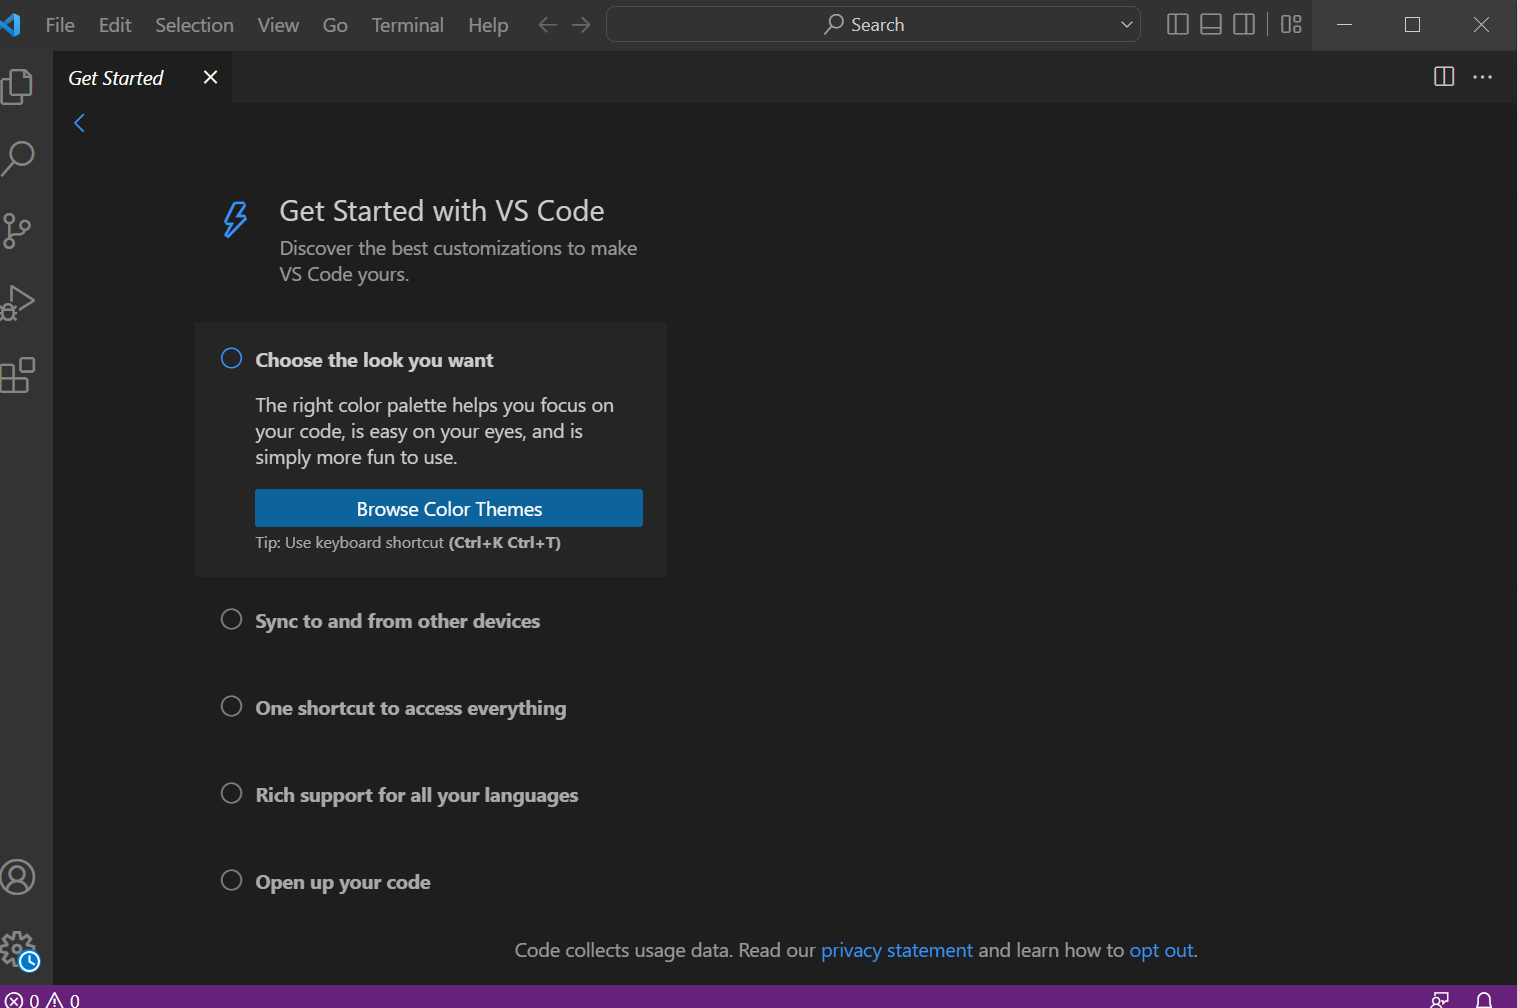 File Edit Selection View Go Terminal Help Search
Get Started
Get Started with VS Code
Discover the best customizations to make
VS Code yours.
Choose the look you want
The right color palette helps you focus on
your code, is easy on your eyes, and is
simply more fun to use.
Browse Color Themes
Tip: Use keyboard shortcut (Ctrl+K Ctrl+T)
Sync to and from other devices
One shortcut to access everything
Rich support for all your languages
Open up your code
Code collects usage data. Read our privacy statement and learn how to opt out.
0 0